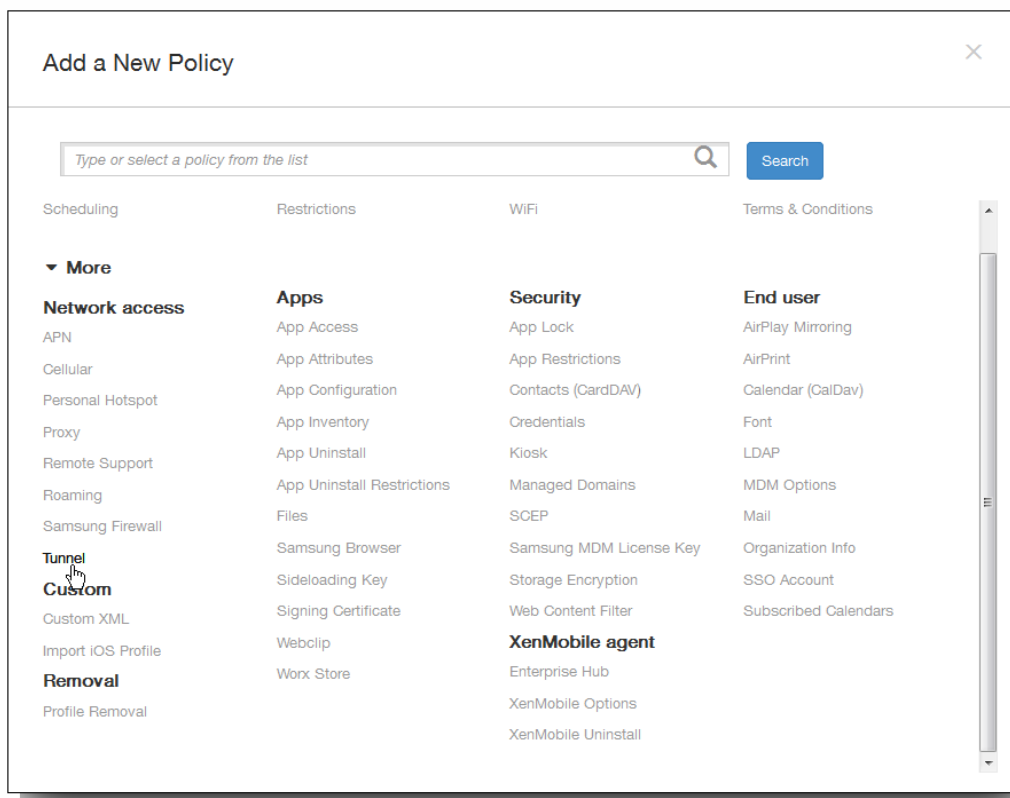 Add a New Policy
Type or select a policy from the list
Search
Scheduling
Restrictions
WiFi
Terms & Conditions
More
Network access
APN
Cellular
Personal Hotspot
Proxy
Remote Support
Roaming
Samsung Firewall
Tunnel
Custom
Custom XML
Import iOS Profile
Removal
Profile Removal
Apps
App Access
App Attributes
App Configuration
App Inventory
App Uninstall
App Uninstall Restrictions
Files
Samsung Browser
Sideloading Key
Signing Certificate
Webclip
Worx Store
Security
App Lock
App Restrictions
Contacts (CardDAV)
Credentials
Kiosk
Managed Domains
SCEP
Samsung MDM License Key
Storage Encryption
Web Content Filter
XenMobile agent
Enterprise Hub
XenMobile Options
XenMobile Uninstall
End user
AirPlay Mirroring
AirPrint
Calendar (CalDav)
Font
LDAP
MDM Options
Mail
Organization Info
SSO Account
Subscribed Calendars